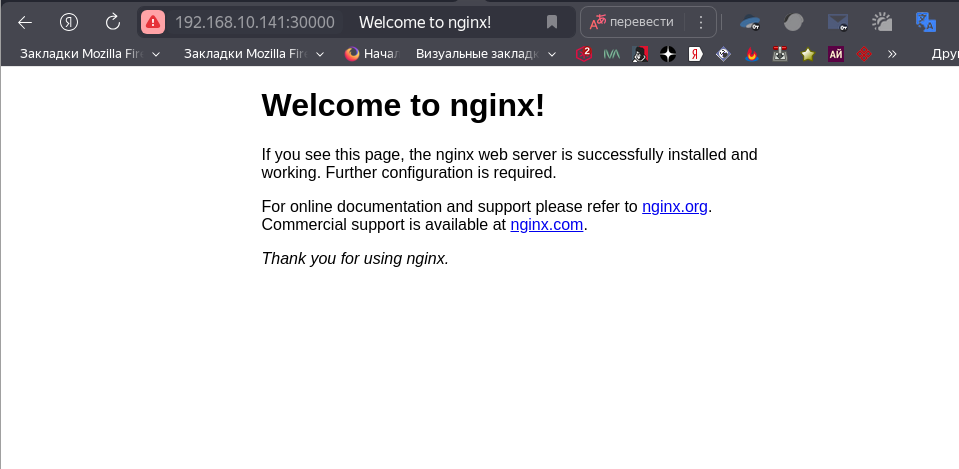 192.168.10.141:30000 Welcome to nginx! перевести
Закладки Mozilla Fire Закладки Mozilla Fire Начал Визуальные закладк 2 IVA Я АЙ » Дру
Welcome to nginx!
If you see this page, the nginx web server is successfully installed and
working. Further configuration is required.
For online documentation and support please refer to nginx.org.
Commercial support is available at nginx.com.
Thank you for using nginx.